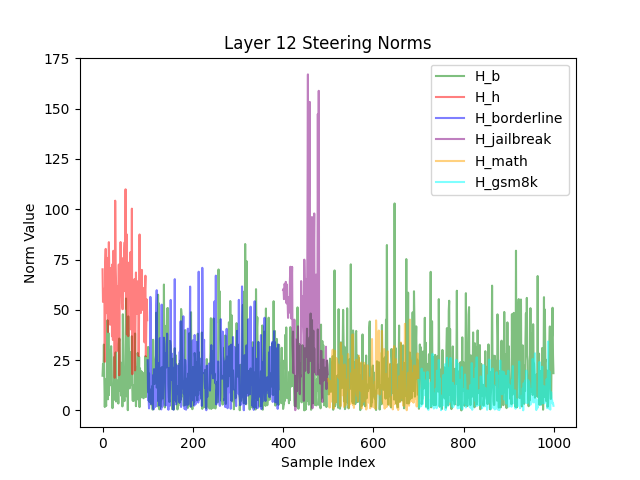 Layer 12 Steering Norms
Norm Value
175
150
125
100
75
50
25
0
H_b
H_h
H_borderline
H_jailbreak
H_math
H_gsm8k
0
200
400
600
800
1000
Sample Index